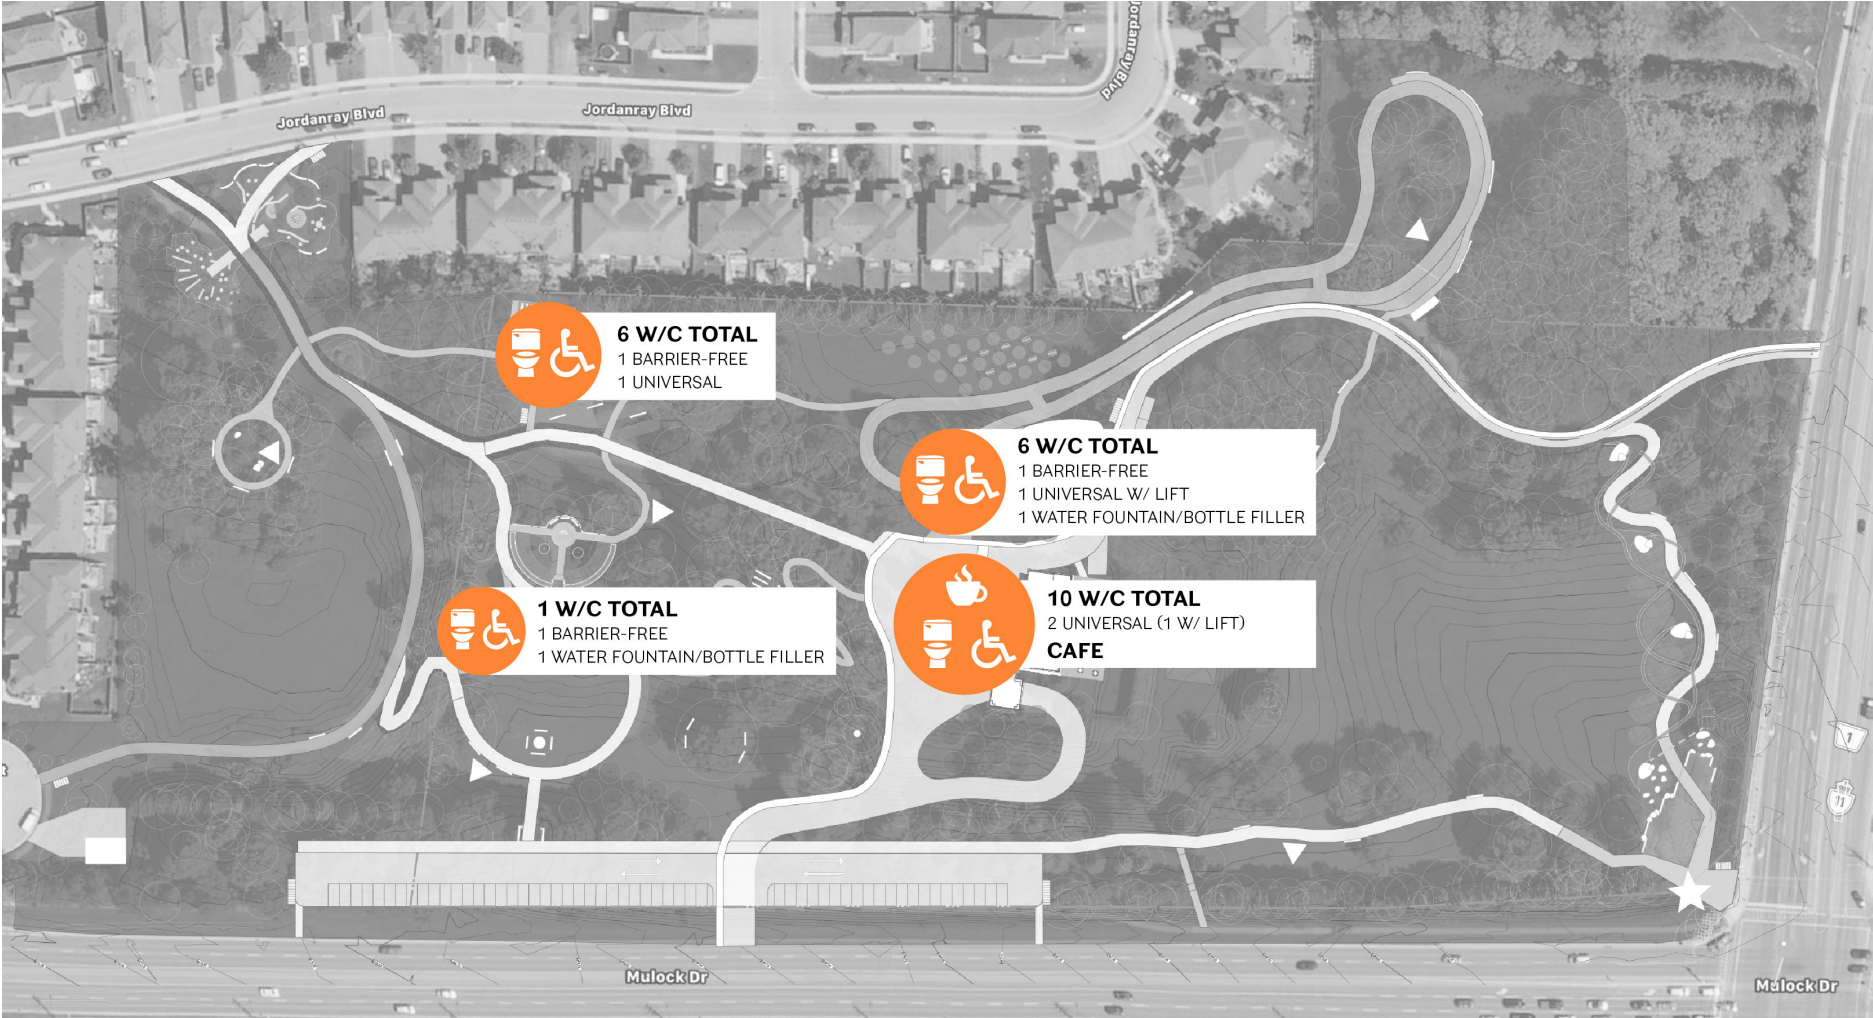 Jordanray Blvd
Jordanray Blvd
Jordanray Blvd
6 W/C TOTAL
1 BARRIER-FREE
1 UNIVERSAL
6 W/C TOTAL
1 BARRIER-FREE
1 UNIVERSAL W/ LIFT
1 WATER FOUNTAIN/BOTTLE FILLER
1 W/C TOTAL
1 BARRIER-FREE
1 WATER FOUNTAIN/BOTTLE FILLER
10 W/C TOTAL
2 UNIVERSAL (1 W/ LIFT)
CAFE
1
11
Mulock Dr
Mulock Dr